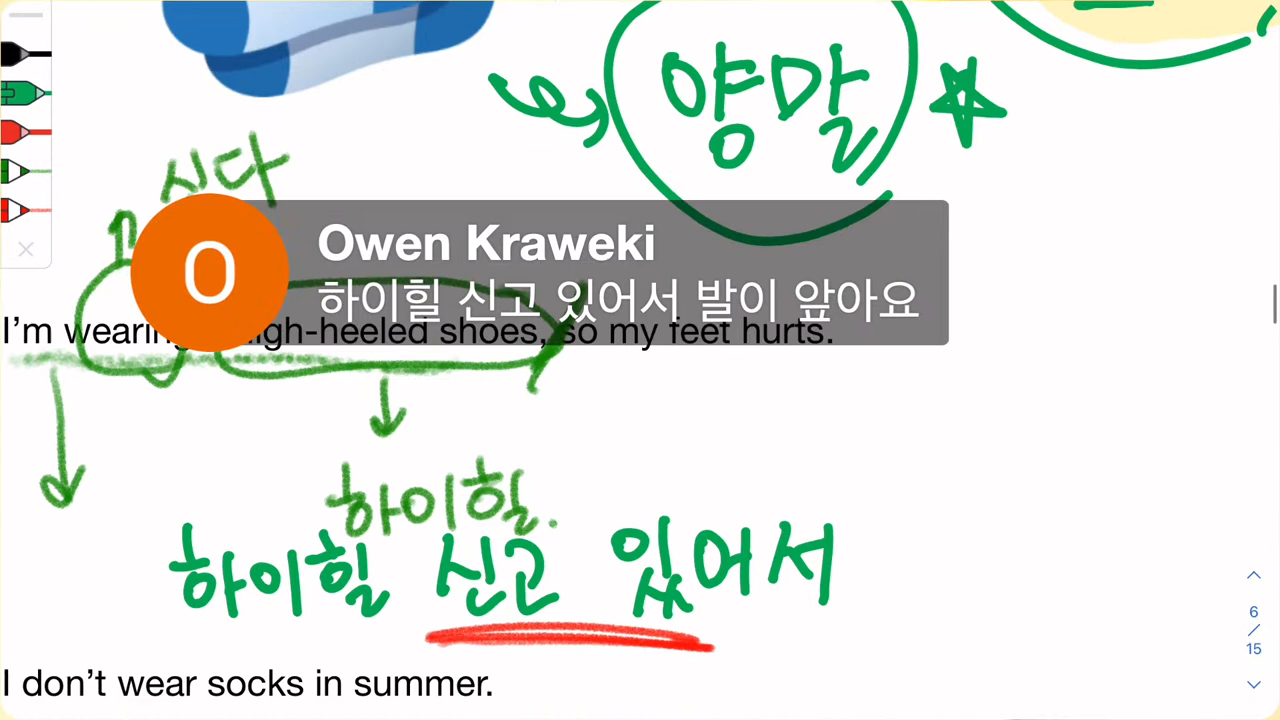 양말
신다
O
Owen Kraweki
하이힐 신고 있어서 발이 앞아요
I'm wearing high-heeled shoes, so my feet hurts.
하이힐.
하이힐 신고 있어서
I don't wear socks in summer.
6
/
15